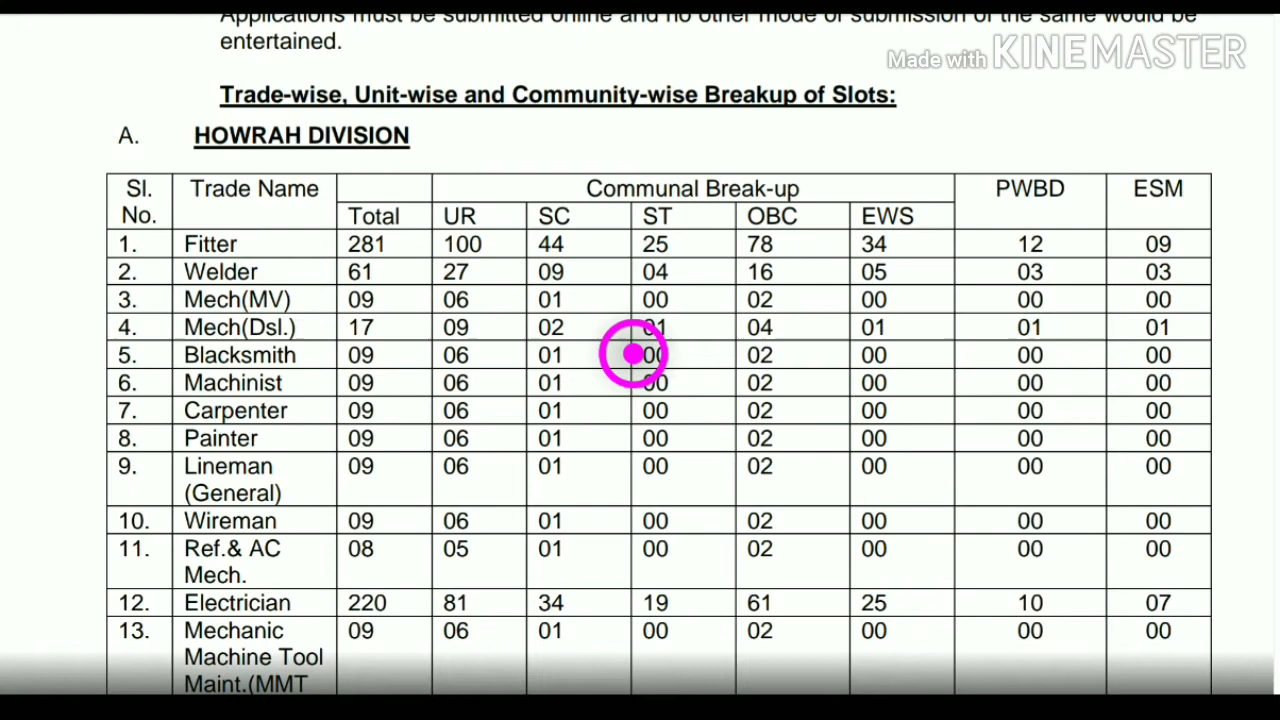 Applications must be submitted online and no other mode of submission of the same would be
entertained.
Made with KINEMASTER
Trade-wise, Unit-wise and Community-wise Breakup of Slots:
A. HOWRAH DIVISION
Sl. No. Trade Name Communal Break-up PWBD ESM
Total UR SC ST OBC EWS
1. Fitter 281 100 44 25 78 34 12 09
2. Welder 61 27 09 04 16 05 03 03
3. Mech(MV) 09 06 01 00 02 00 00 00
4. Mech(Dsl.) 17 09 02 01 04 01 01 01
5. Blacksmith 09 06 01 00 02 00 00 00
6. Machinist 09 06 01 00 02 00 00 00
7. Carpenter 09 06 01 00 02 00 00 00
8. Painter 09 06 01 00 02 00 00 00
9. Lineman 09 06 01 00 02 00 00 00
(General)
10. Wireman 09 06 01 00 02 00 00 00
11. Ref.& AC 08 05 01 00 02 00 00 00
Mech.
12. Electrician 220 81 34 19 61 25 10 07
13. Mechanic 09 06 01 00 02 00 00 00
Machine Tool
Maint.(MMT